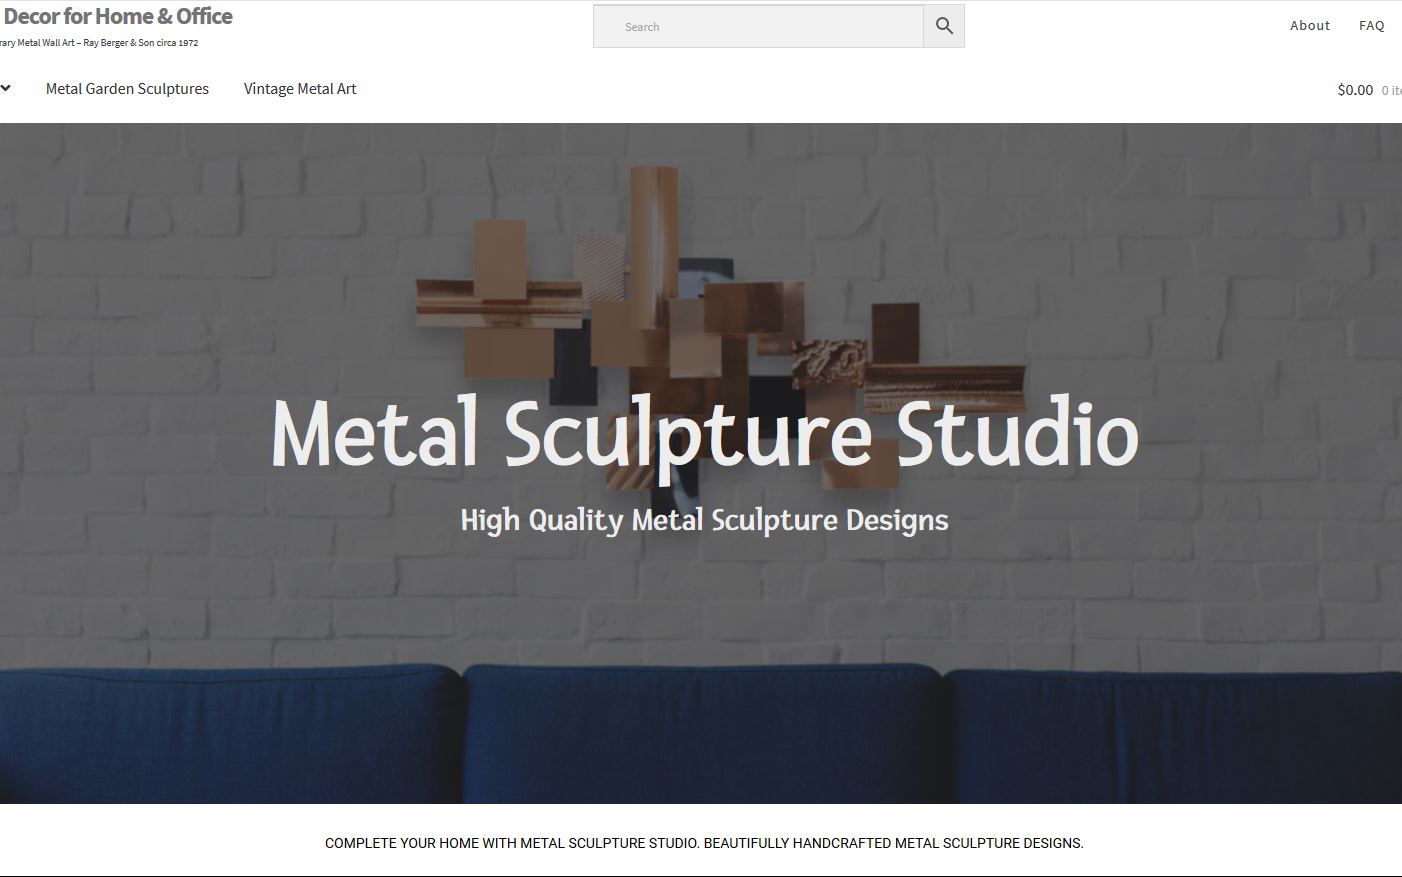 Decor for Home & Office
Metal Wall Art – Ray Berger & Son circa 1972
Search
About
FAQ
Metal Garden Sculptures
Vintage Metal Art
$0.00 0
Metal Sculpture Studio
High Quality Metal Sculpture Designs
COMPLETE YOUR HOME WITH METAL SCULPTURE STUDIO. BEAUTIFULLY HANDCRAFTED METAL SCULPTURE DESIGNS.